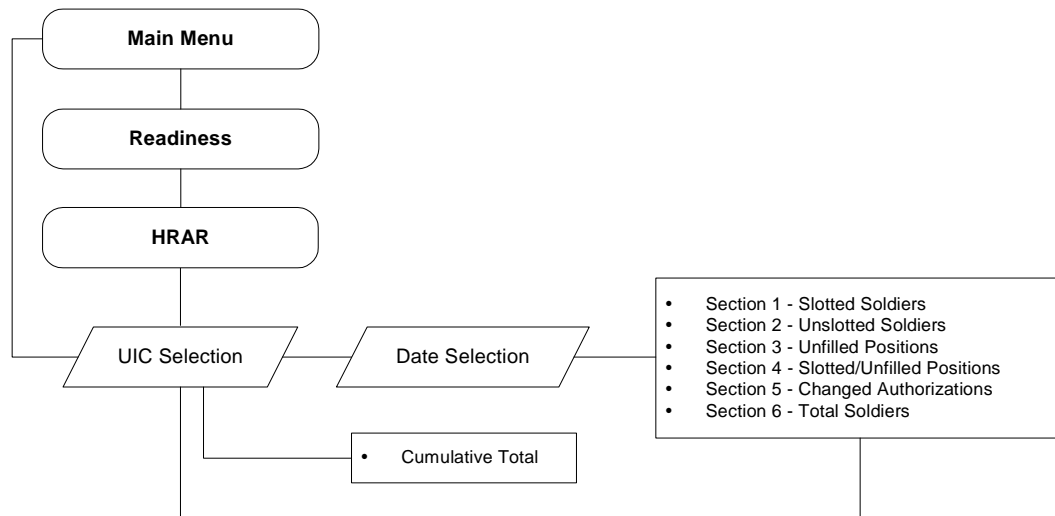 Main Menu
Readiness
HRAR
UIC Selection
Date Selection
• Section 1 - Slotted Soldiers
• Section 2 - Unslotted Soldiers
• Section 3 - Unfilled Positions
• Section 4 - Slotted/Unfilled Positions
• Section 5 - Changed Authorizations
• Section 6 - Total Soldiers
• Cumulative Total